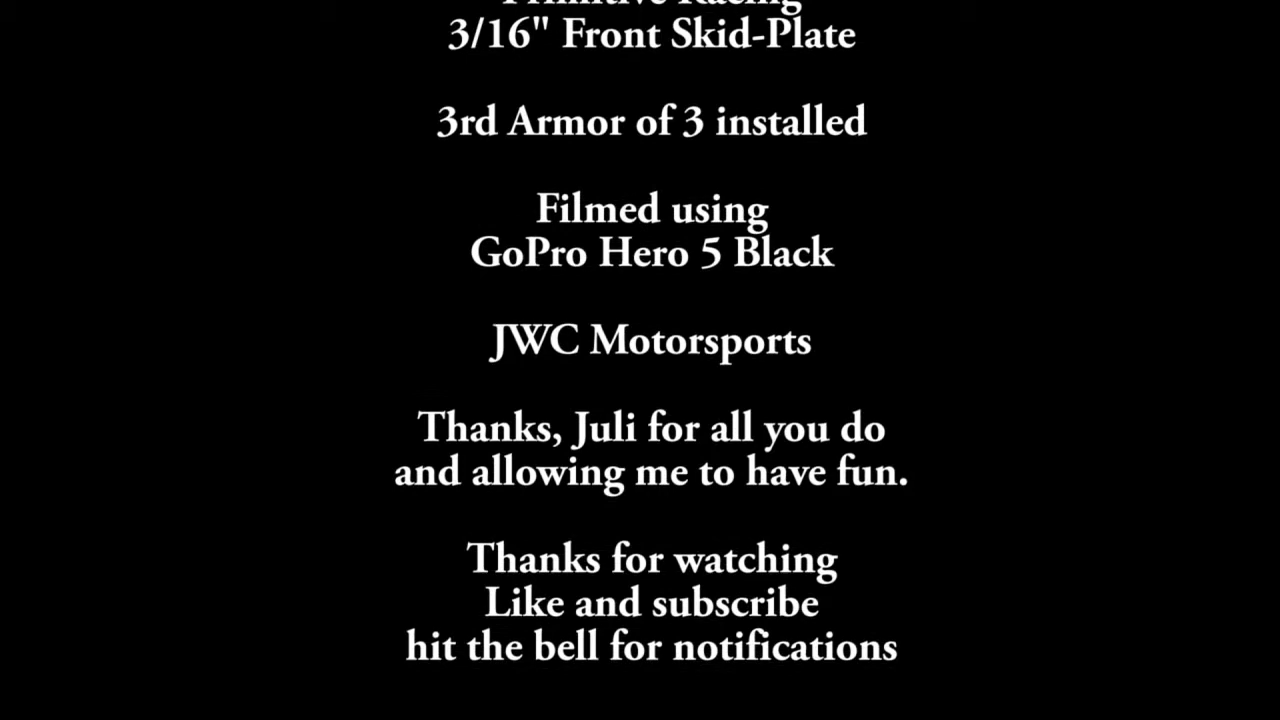 Primitive Racing
3/16" Front Skid-Plate
3rd Armor of 3 installed
Filmed using
GoPro Hero 5 Black
JWC Motorsports
Thanks, Juli for all you do
and allowing me to have fun.
Thanks for watching
Like and subscribe
hit the bell for notifications